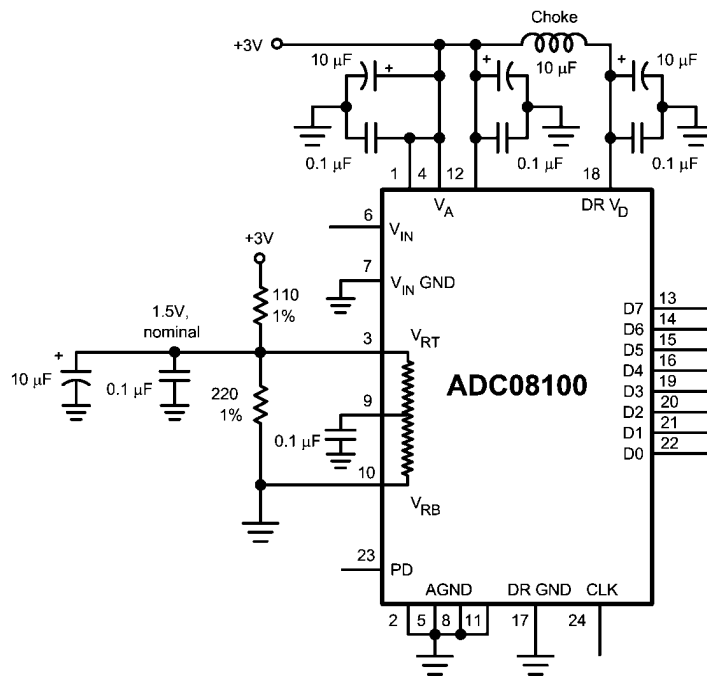 Choke
+3V
10 µF
+
+
10 µF
+
10 µF
0.1 µF
0.1 µF
0.1 µF
1
4
12
18
V_A
DR V_D
6
V_IN
+3V
7
V_IN GND
110
1%
1.5V,
nominal
3
V_RT
+
10 µF
0.1 µF
220
1%
9
0.1 µF
10
V_RB
ADC08100
D7
13
D6
14
D5
15
D4
16
D3
19
D2
20
D1
21
D0
22
23
PD
AGND
DR GND
CLK
2
5
8
11
17
24